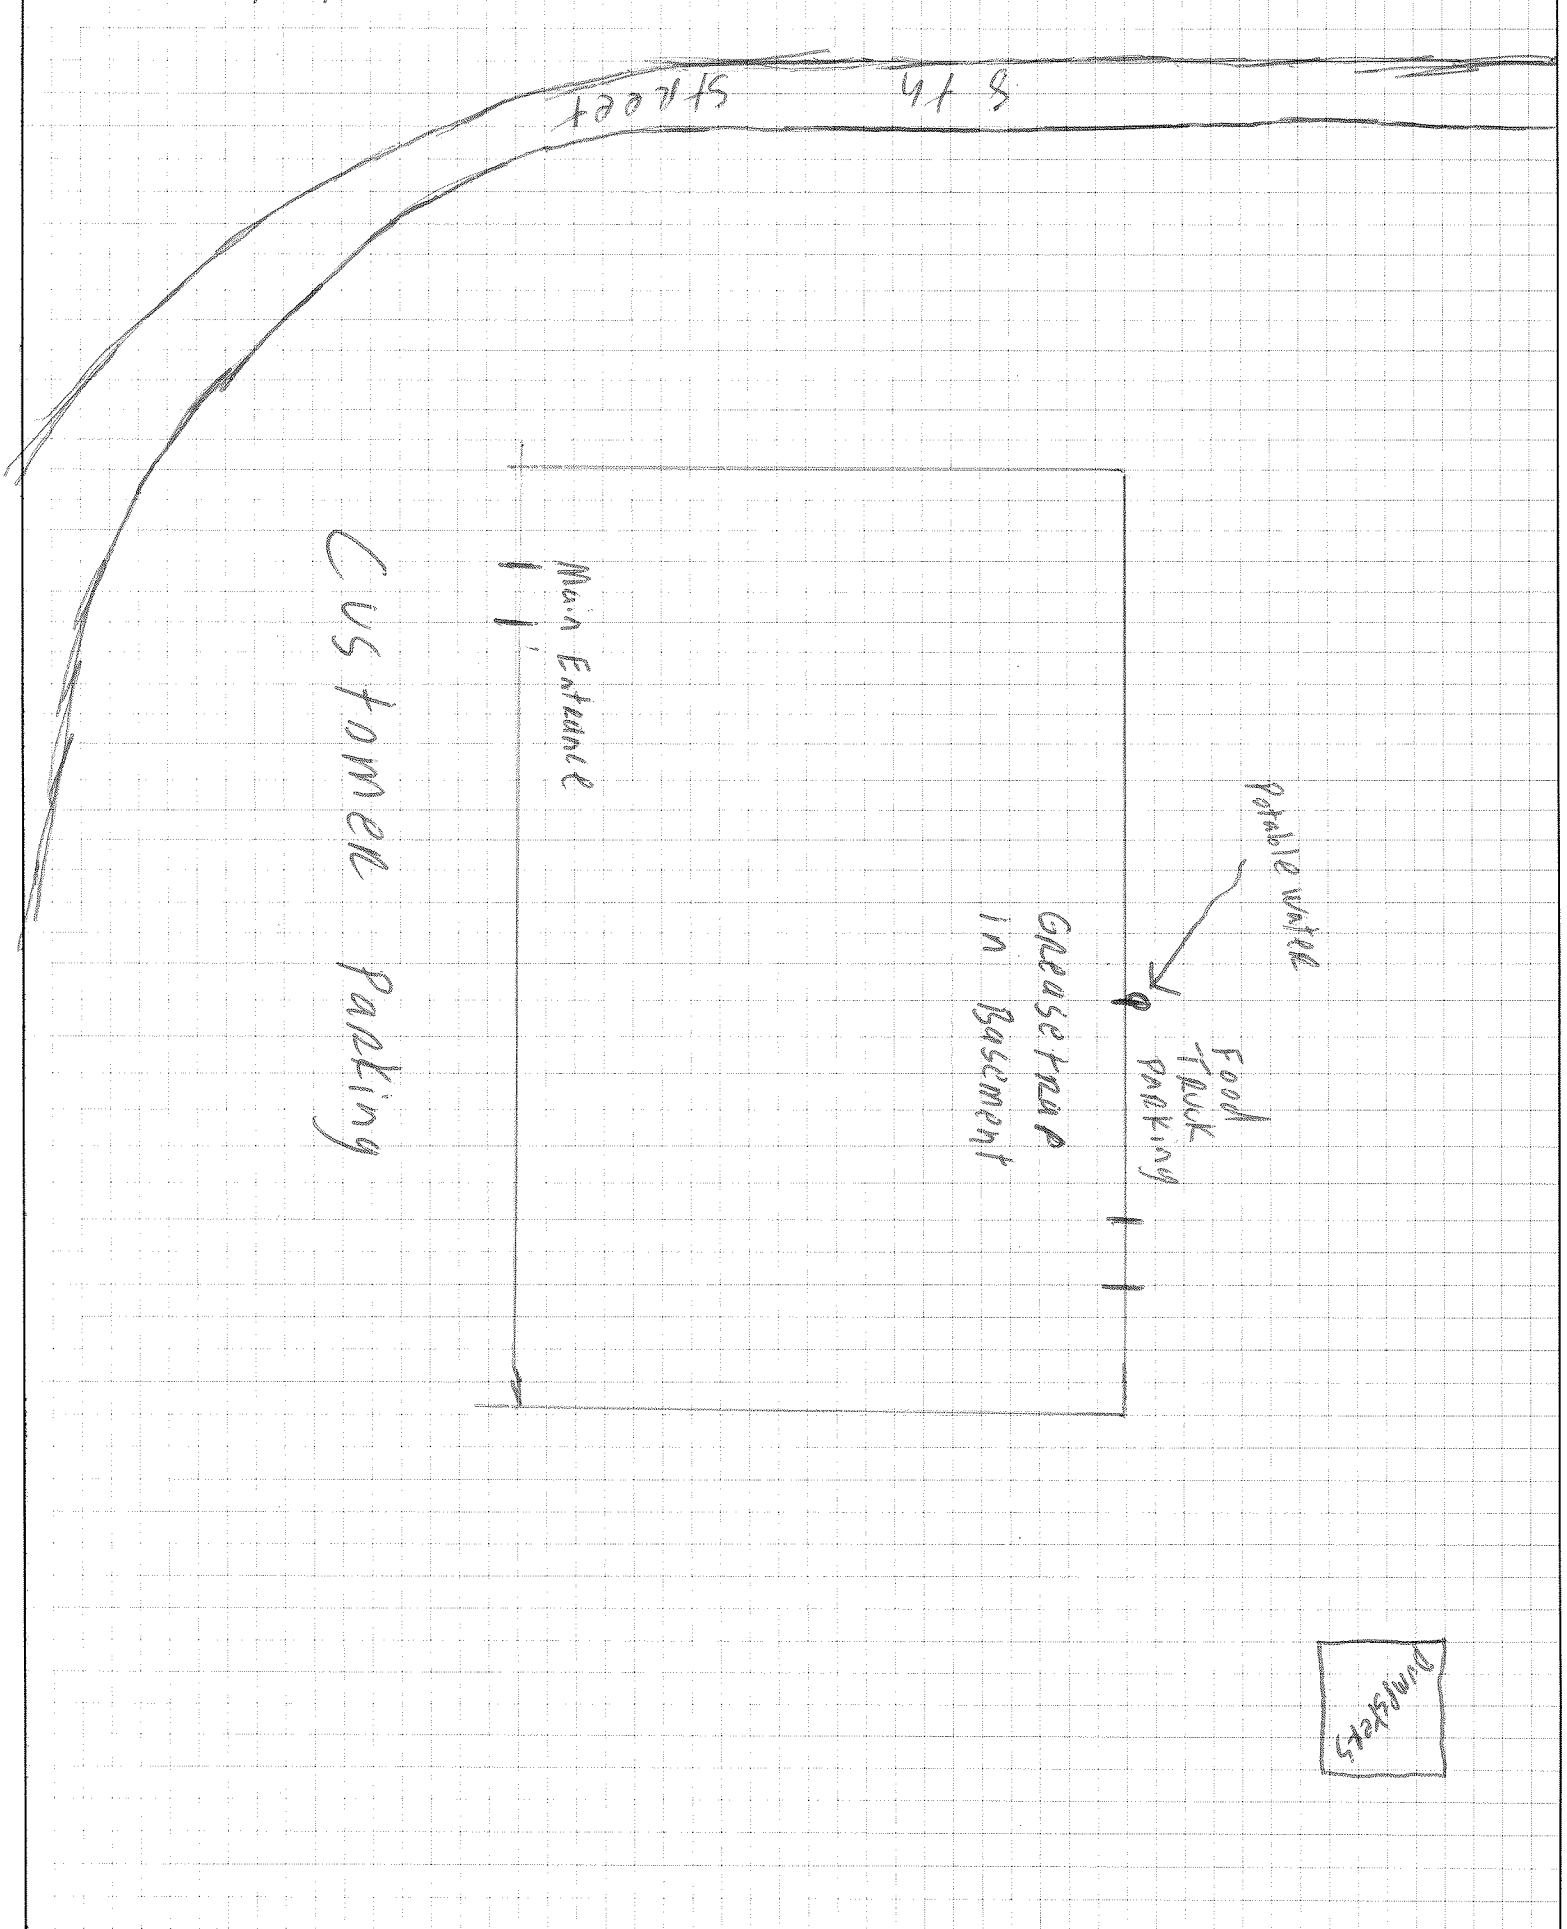 8th Street
Potable Water
Food
Truck
Parking
Greasetrap
in Basement
Main Entrance
Customer Parking
Dumpsters